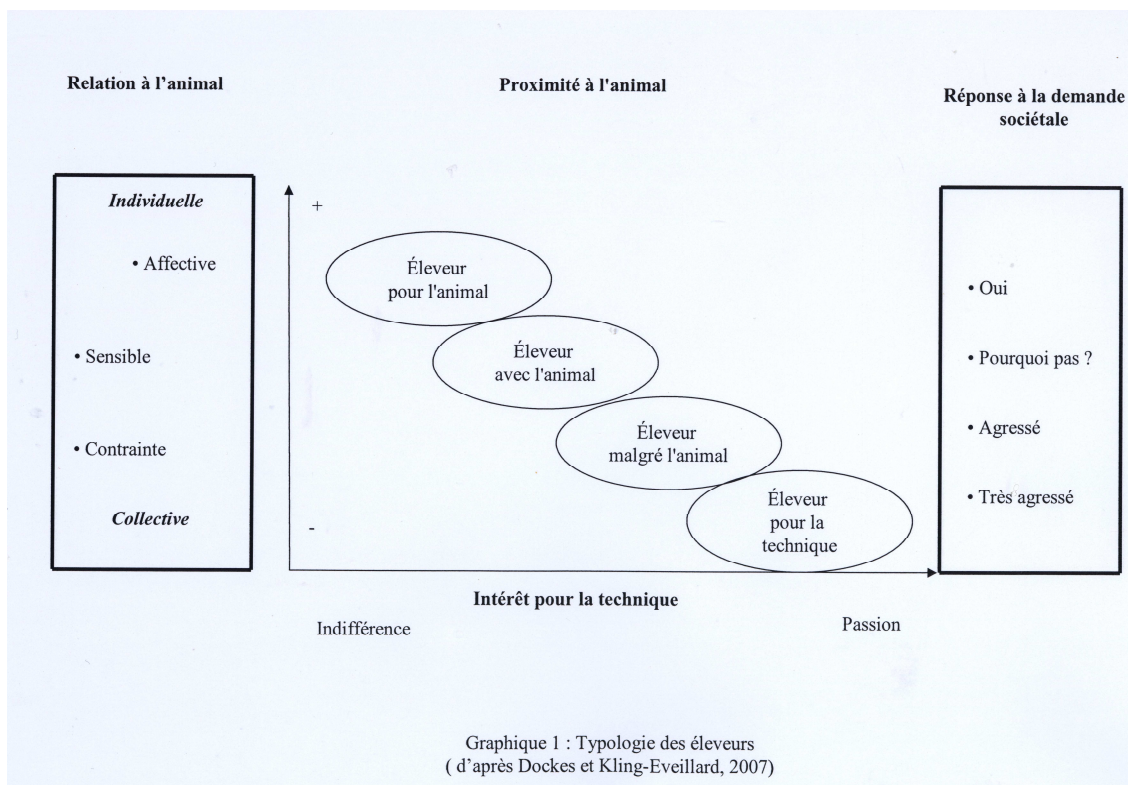 Relation à l'animal
Proximité à l'animal
Réponse à la demande
sociétale
Individuelle
• Affective
• Sensible
• Contrainte
Collective
+
-
Éleveur
pour l'animal
Éleveur
avec l'animal
Éleveur
malgré l'animal
Éleveur
pour la
technique
• Oui
• Pourquoi pas ?
• Agressé
• Très agressé
Intérêt pour la technique
Indifférence
Passion
Graphique 1 : Typologie des éleveurs
( d'après Dockes et Kling-Eveillard, 2007)